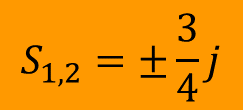 S₁,₂ = ± 3/4 j